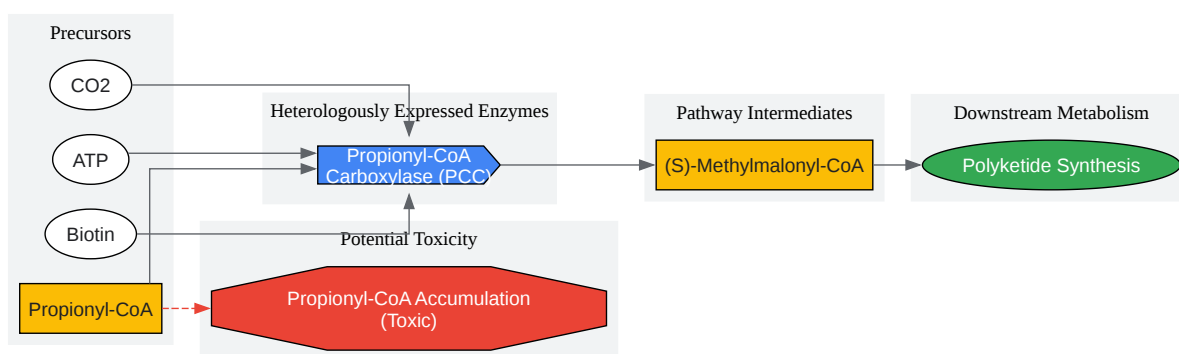 Precursors
CO2
ATP
Biotin
Propionyl-CoA
Heterologously Expressed Enzymes
Propionyl-CoA
Carboxylase (PCC)
Potential Toxicity
Propionyl-CoA Accumulation
(Toxic)
Pathway Intermediates
(S)-Methylmalonyl-CoA
Downstream Metabolism
Polyketide Synthesis